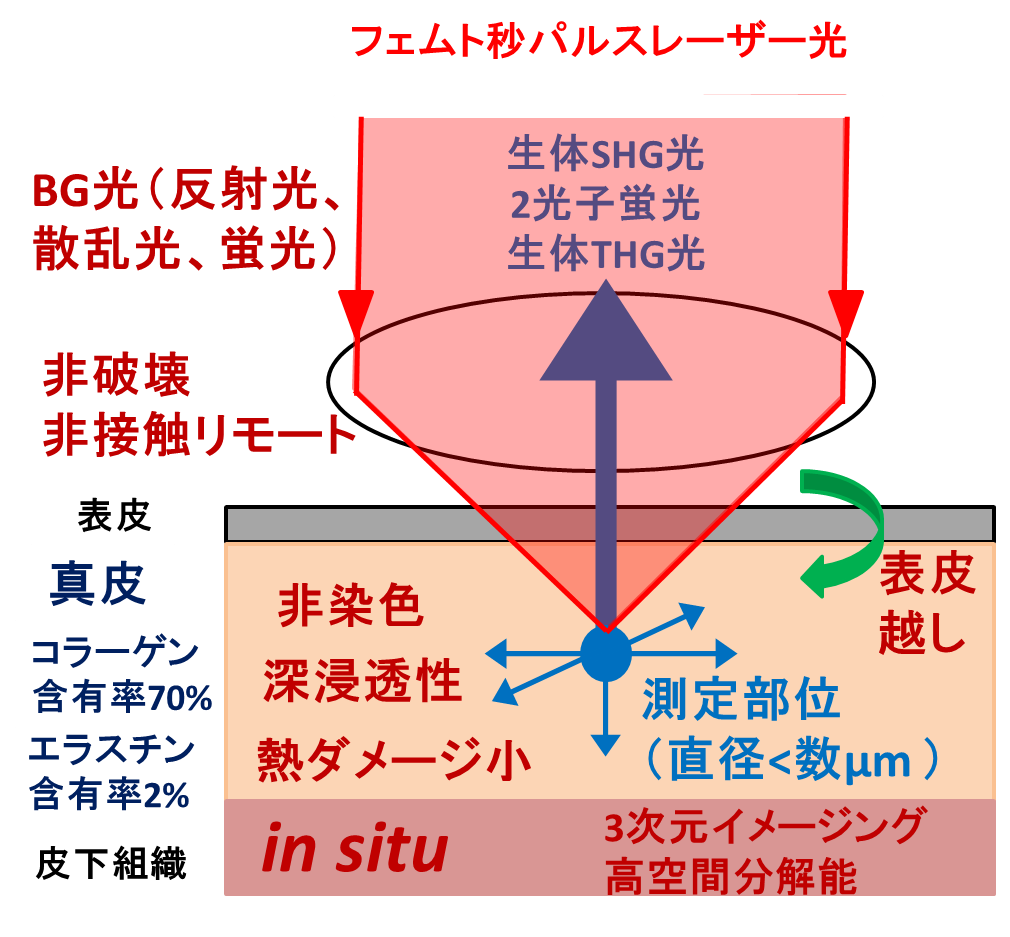 フェムト秒パルスレーザー光
生体SHG光
2光子蛍光
生体THG光
BG光（反射光、
散乱光、蛍光）
非破壊
非接触リモート
表皮
真皮
コラーゲン
含有率70%
エラスチン
含有率2%
皮下組織
非染色
深浸透性
熱ダメージ小
表皮
越し
測定部位
（直径<数μm）
in situ
3次元イメージング
高空間分解能